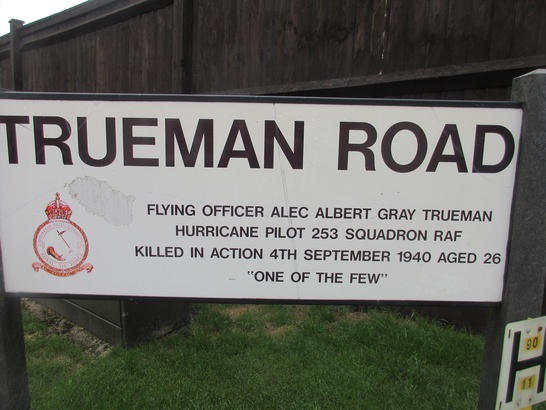 TRUEMAN ROAD
FLYING OFFICER ALEC ALBERT GRAY TRUEMAN
HURRICANE PILOT 253 SQUADRON RAF
KILLED IN ACTION 4TH SEPTEMBER 1940 AGED 26
"ONE OF THE FEW"
H
90
11